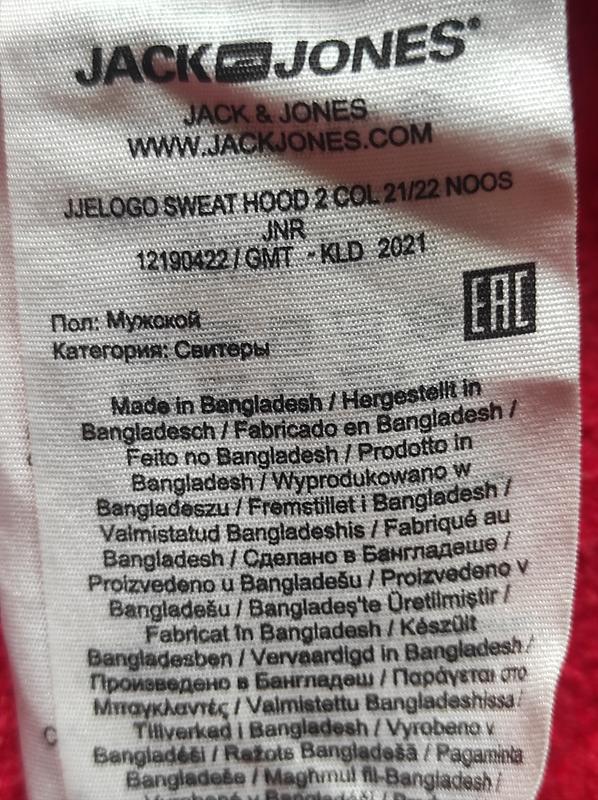 JACK & JONES®
JACK & JONES
WWW.JACKJONES.COM
JJELOGO SWEAT HOOD 2 COL 21/22 NOOS
JNR
12190422 / GMT - KLD 2021
EAC
Пол: Мужской
Категория: Свитеры
Made in Bangladesh / Hergestellt in
Bangladesch / Fabricado en Bangladesh /
Feito no Bangladesh / Prodotto in
Bangladesh / Wyprodukowano w
Bangladeszu / Fremstillet i Bangladesh /
Valmistatud Bangladeshis / Fabriqué au
Bangladesh / Сделано в Бангладеше /
Proizvedeno u Bangladešu / Proizvedeno v
Bangladešu / Bangladeş'te Üretilmiştir /
Fabricat în Bangladesh / Készült
Bangladesben / Vervaardigd in Bangladesh /
Произведено в Бангладеш / Παράγεται στο
Μπαγκλαντές / Valmistettu Bangladeshissa /
Tillverkad i Bangladesh / Vyrobeno v
Bangladéši / Ražots Bangladešā / Pagaminta
Bangladeše / Maghmul fil-Bangladesh /